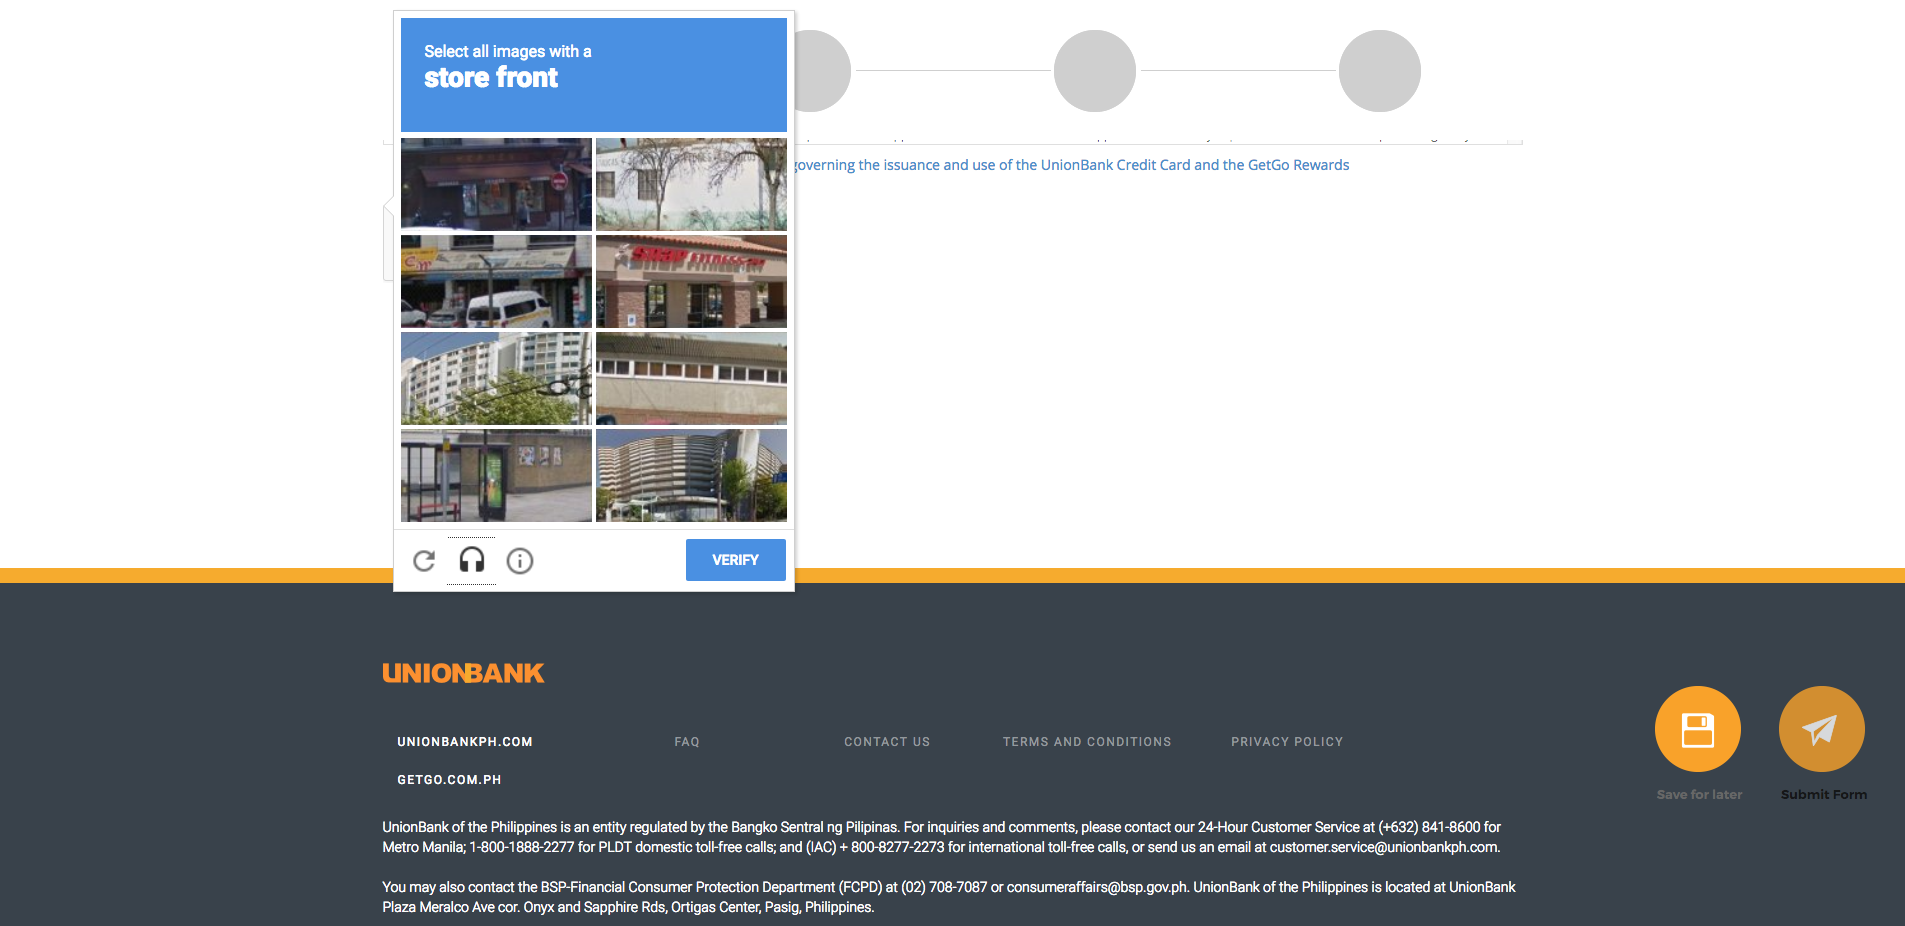 Select all images with a
store front
governing the issuance and use of the UnionBank Credit Card and the GetGo Rewards
SNAP FITNESS 24
VERIFY
UNIONBANK
UNIONBANKPH.COM
FAQ
CONTACT US
TERMS AND CONDITIONS
PRIVACY POLICY
GETGO.COM.PH
Save for later
Submit Form
UnionBank of the Philippines is an entity regulated by the Bangko Sentral ng Pilipinas. For inquiries and comments, please contact our 24-Hour Customer Service at (+632) 841-8600 for
Metro Manila; 1-800-1888-2277 for PLDT domestic toll-free calls; and (IAC) + 800-8277-2273 for international toll-free calls, or send us an email at customer.service@unionbankph.com.
You may also contact the BSP-Financial Consumer Protection Department (FCPD) at (02) 708-7087 or consumeraffairs@bsp.gov.ph. UnionBank of the Philippines is located at UnionBank
Plaza Meralco Ave cor. Onyx and Sapphire Rds, Ortigas Center, Pasig, Philippines.